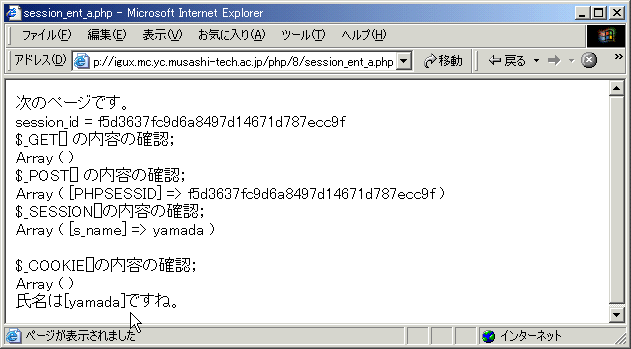 session_ent_a.php - Microsoft Internet Explorer
ファイル(F) 編集(E) 表示(V) お気に入り(A) ツール(T) ヘルプ(H)
アドレス(D) p://igux.mc.yc.musashi-tech.ac.jp/php/8/session_ent_a.php 移動 戻る
次のページです。
session_id = f5d3637fc9d6a8497d14671d787ecc9f
$_GET[] の内容の確認;
Array ( )
$_POST[] の内容の確認;
Array ( [PHPSESSID] => f5d3637fc9d6a8497d14671d787ecc9f )
$_SESSION[]の内容の確認;
Array ( [s_name] => yamada )
$_COOKIE[]の内容の確認;
Array ( )
氏名は[yamada]ですね。
ページが表示されました インターネット